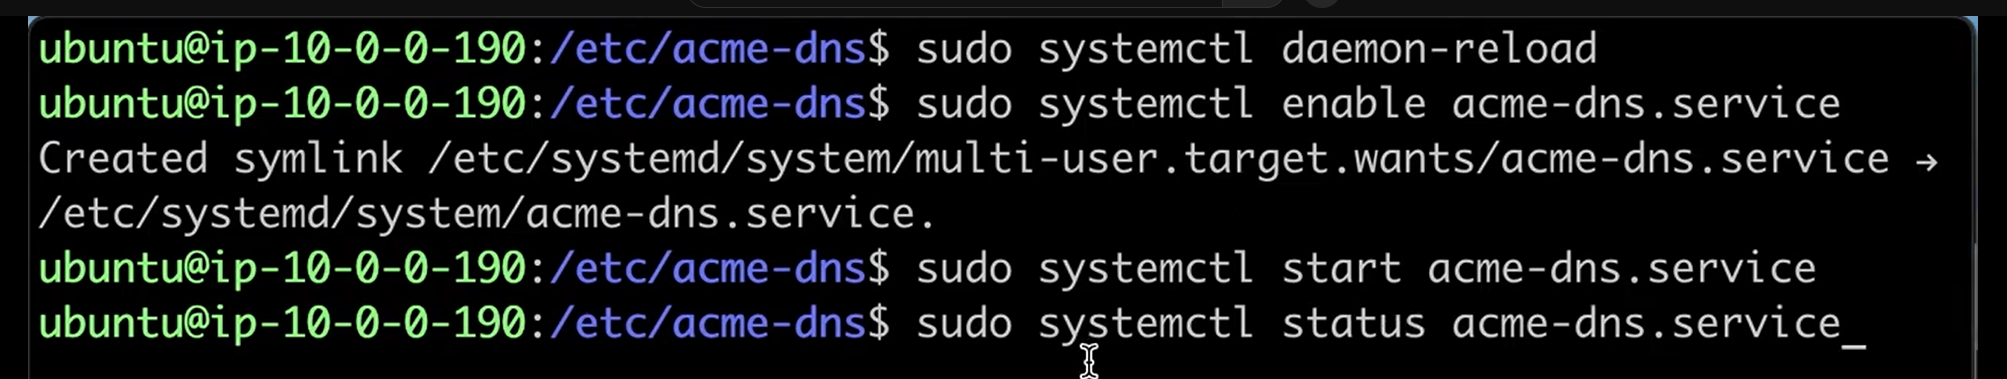 ubuntu@ip-10-0-0-190:/etc/acme-dns$ sudo systemctl daemon-reload
ubuntu@ip-10-0-0-190:/etc/acme-dns$ sudo systemctl enable acme-dns.service
Created symlink /etc/systemd/system/multi-user.target.wants/acme-dns.service →
/etc/systemd/system/acme-dns.service.
ubuntu@ip-10-0-0-190:/etc/acme-dns$ sudo systemctl start acme-dns.service
ubuntu@ip-10-0-0-190:/etc/acme-dns$ sudo systemctl status acme-dns.service